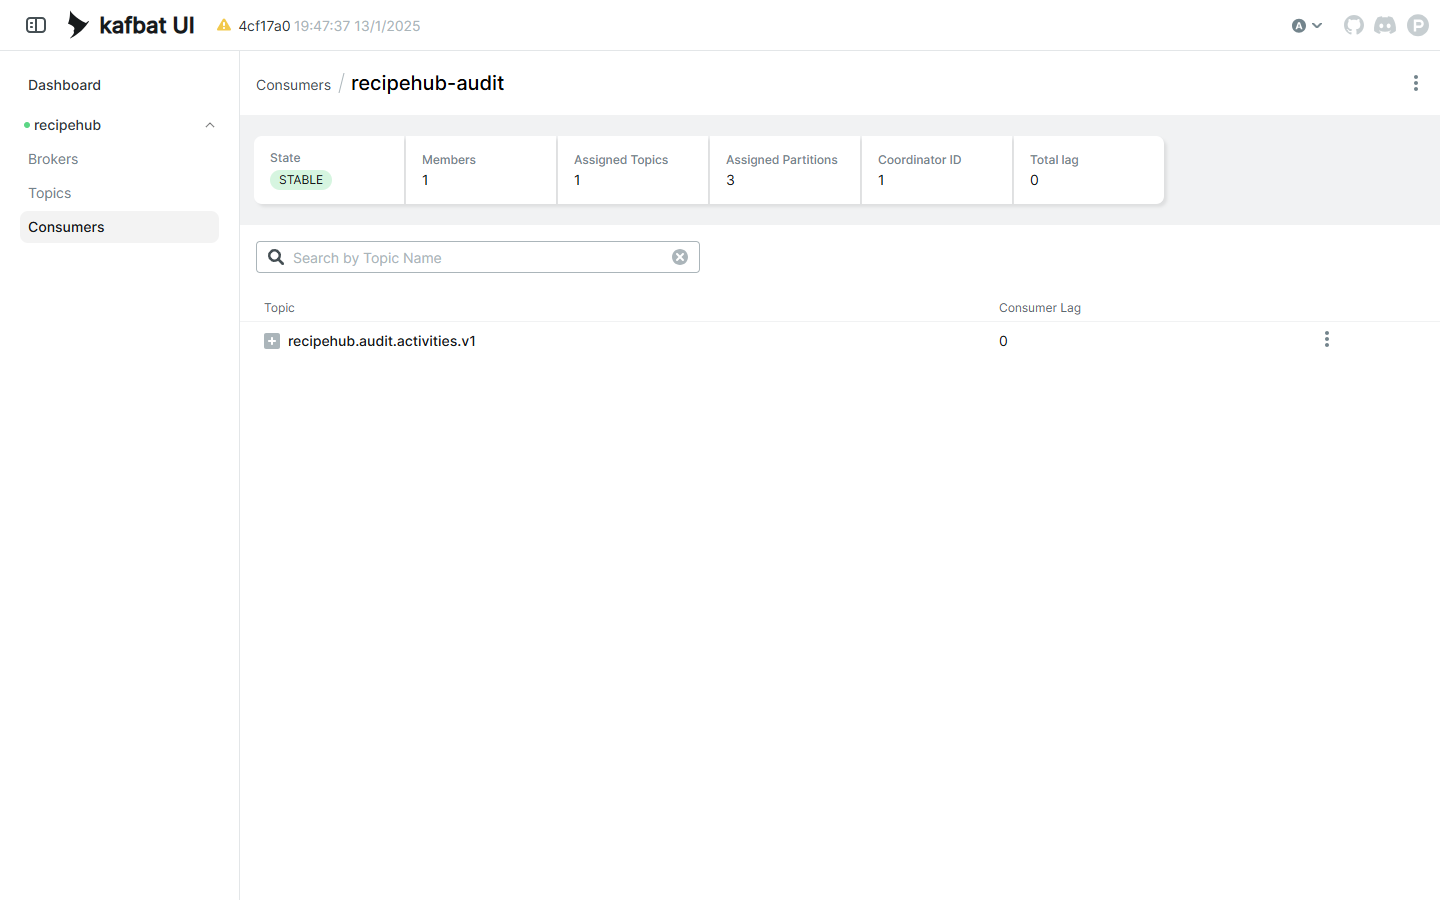 kafbat UI 4cf17a0 19:47:37 13/1/2025
A
P
Dashboard
recipehub
Brokers
Topics
Consumers
Consumers / recipehub-audit
State
STABLE
Members
1
Assigned Topics
1
Assigned Partitions
3
Coordinator ID
1
Total lag
0
Search by Topic Name
Topic Consumer Lag
recipehub.audit.activities.v1 0